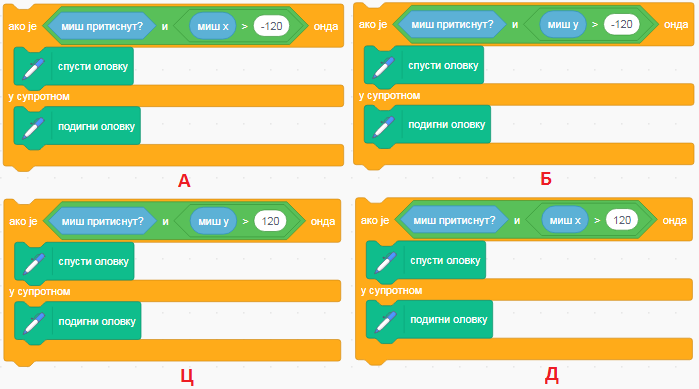 ако је миш притиснут? и миш x > -120 онда
спусти оловку
у супротном
подигни оловку
А
ако је миш притиснут? и миш y > -120 онда
спусти оловку
у супротном
подигни оловку
Б
ако је миш притиснут? и миш y > 120 онда
спусти оловку
у супротном
подигни оловку
Ц
ако је миш притиснут? и миш x > 120 онда
спусти оловку
у супротном
подигни оловку
Д